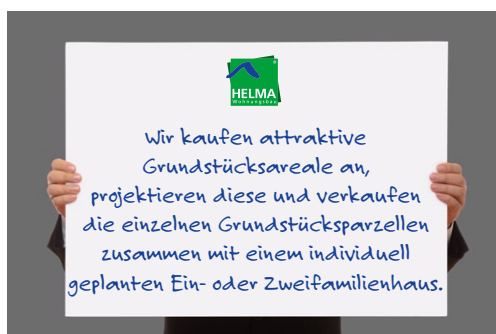 HELMA
Wohnungsbau
Wir kaufen attraktive
Grundstücksareale an,
projektieren diese und verkaufen
die einzelnen Grundstücksparzellen
zusammen mit einem individuell
geplanten Ein- oder Zweifamilienhaus.